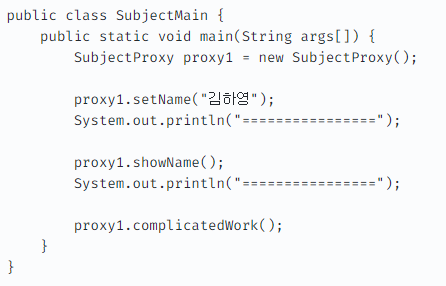 public class SubjectMain {
    public static void main(String args[]) {
        SubjectProxy proxy1 = new SubjectProxy();

        proxy1.setName("김하영");
        System.out.println("================");

        proxy1.showName();
        System.out.println("================");

        proxy1.complicatedWork();
    }
}